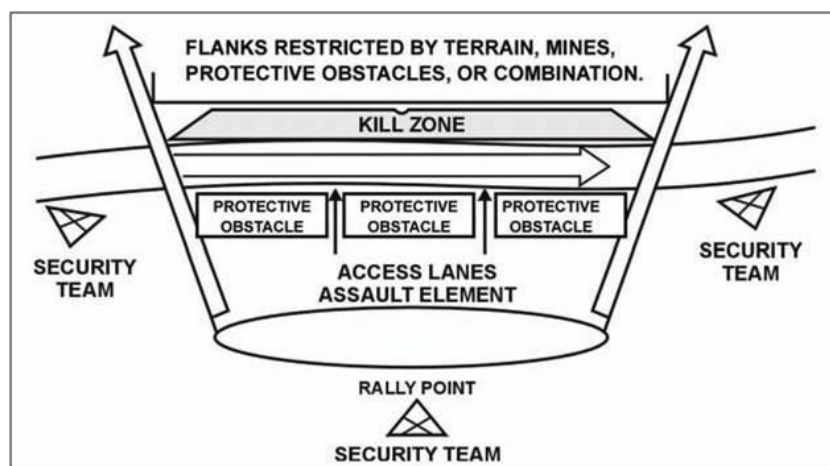 FLANKS RESTRICTED BY TERRAIN, MINES,
PROTECTIVE OBSTACLES, OR COMBINATION.
KILL ZONE
PROTECTIVE
OBSTACLE
PROTECTIVE
OBSTACLE
PROTECTIVE
OBSTACLE
SECURITY
TEAM
ACCESS LANES
ASSAULT ELEMENT
SECURITY
TEAM
RALLY POINT
SECURITY TEAM